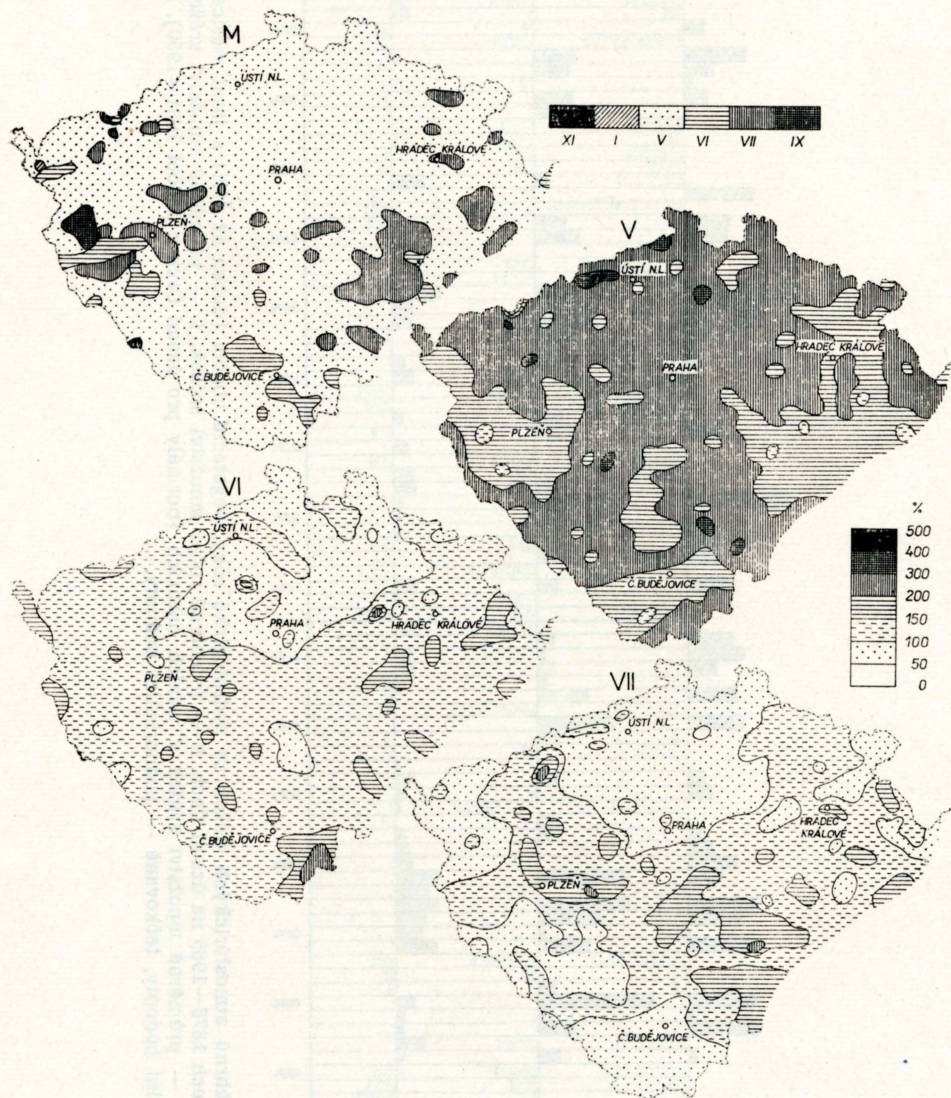 M
ÚSTÍ N.L.
HRADEC KRÁLOVÉ
PRAHA
PLZEŇ
Č.BUDĚJOVICE
XI I V VI VII IX
V
ÚSTÍ N.L.
HRADEC KRÁLOVÉ
PRAHA
PLZEŇ
Č.BUDĚJOVICE
%
500
400
300
200
150
100
50
0
VI
ÚSTÍ N.L.
PRAHA
HRADEC KRÁLOVÉ
PLZEŇ
Č.BUDĚJOVICE
VII
ÚSTÍ N.L.
PRAHA
HRADEC
KRÁLOVÉ
PLZEŇ
Č.BUDĚJOVICE